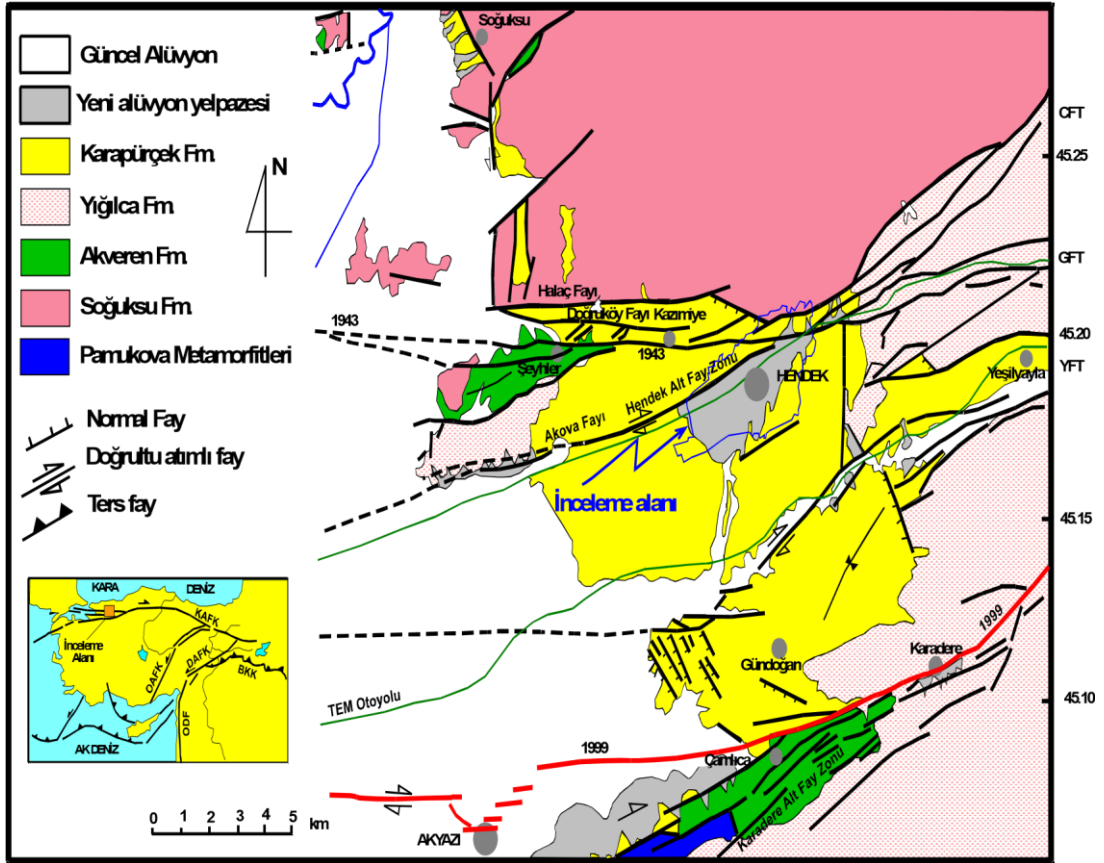 Güncel Alüvyon
Yeni alüvyon yelpazesi
Karapürçek Fm.
Yığılca Fm.
Akveren Fm.
Soğuksu Fm.
Pamukova Metamorfitleri
N
Normal Fay
Doğrultu atımlı fay
Ters fay
KARA DENİZ
KAFK
İnceleme
Alanı
OAFK
DAFK
BKK
ODF
AK DENİZ
0 1 2 3 4 5 km
Soğuksu
Halaç Fayı
Doğruköy Fayı Kazımiye
1943
1943
Şeyhler
Hendek Alt Fay Zonu
HENDEK
Akova Fayı
Yeşilyayla
İnceleme alanı
Gündoğan
Karadere
1999
TEM Otoyolu
1999
Çamlıca
Karadere Alt Fay Zonu
AKYAZI
CFT
45.25
GFT
45.20
YFT
45.15
45.10